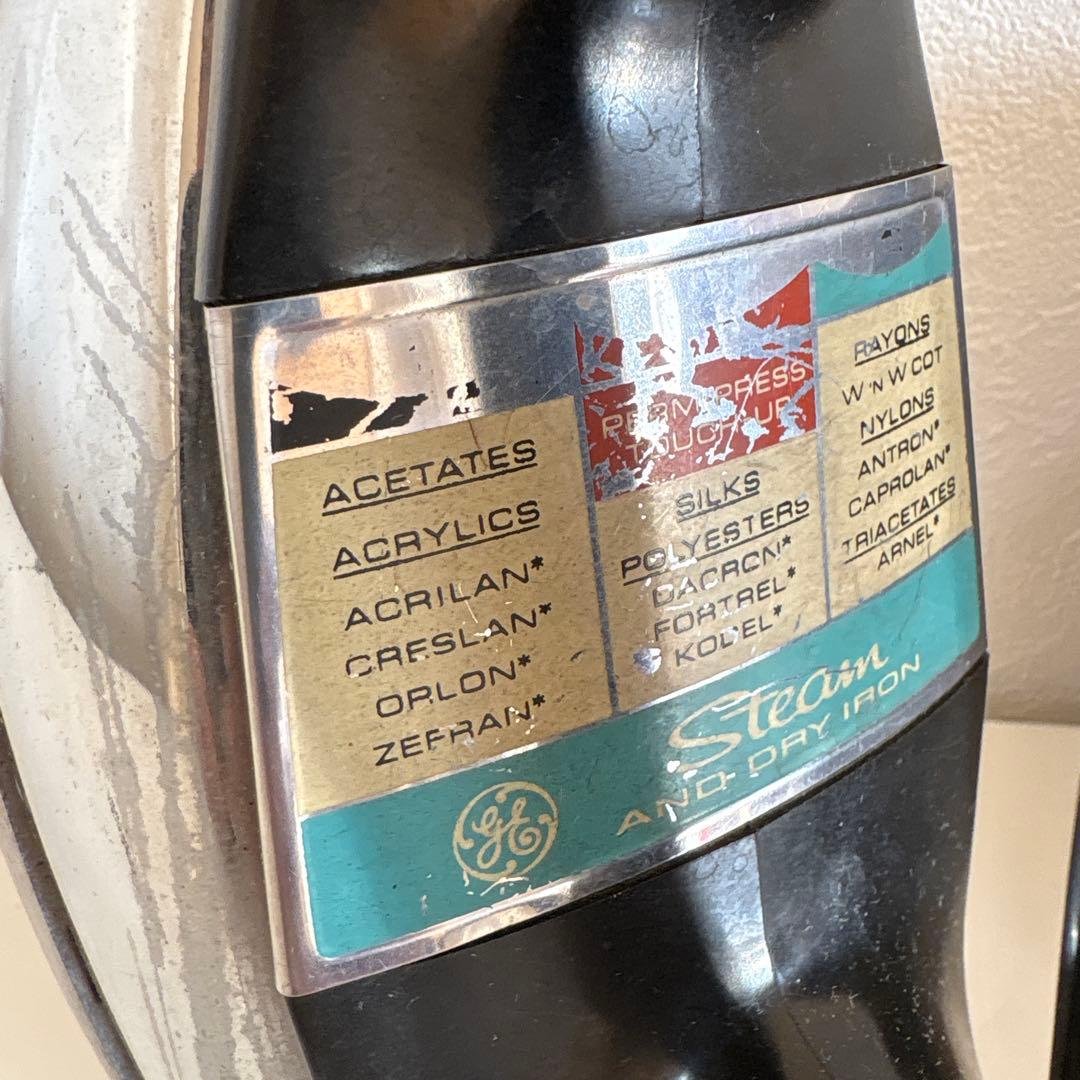 ACETATES
ACRYLICS
ACRILAN*
CRESLAN*
ORLON*
ZEFRAN*
PERM. PRESS
TOUCH-UP
SILKS
POLYESTERS
DACRON*
FORTREL*
KODEL*
RAYONS
W 'N W COT
NYLONS
ANTRON*
CAPROLAN*
TRIACETATES
ARNEL*
GE
Steam
AND DRY IRON